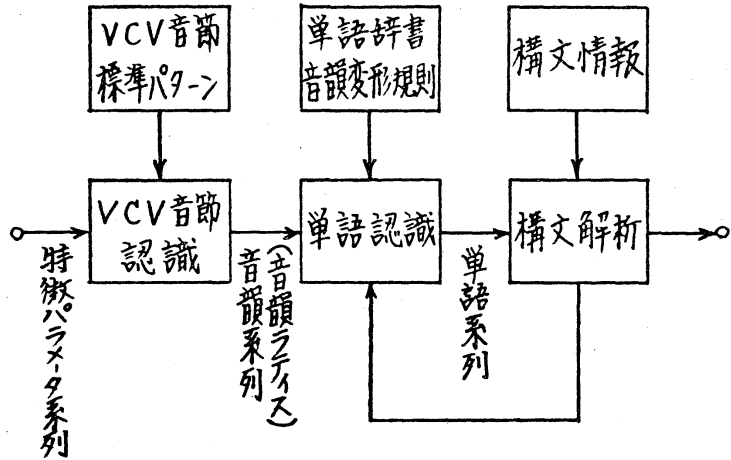 VCV音節
標準パターン
単語辞書
音韻変形規則
構文情報
VCV音節
認識
単語認識
構文解析
特徴パラメータ系列
音韻系列
(音韻ラティス)
単語系列